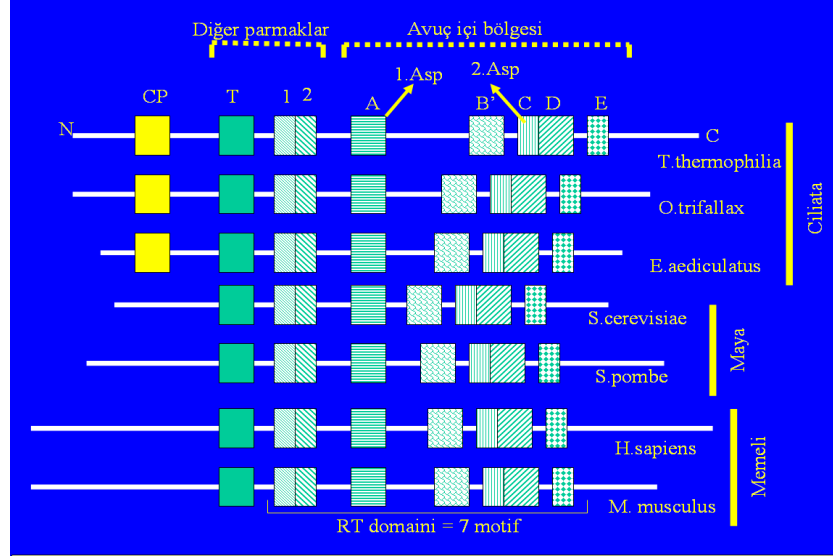 Diğer parmaklar
Avuç içi bölgesi
1.Asp
2.Asp
CP
T
1
2
A
B’
C
D
E
N
C
T.thermophilia
O.trifallax
E.aediculatus
Ciliata
S.cerevisiae
S.pombe
Maya
H.sapiens
M. musculus
Memeli
RT domaini = 7 motif